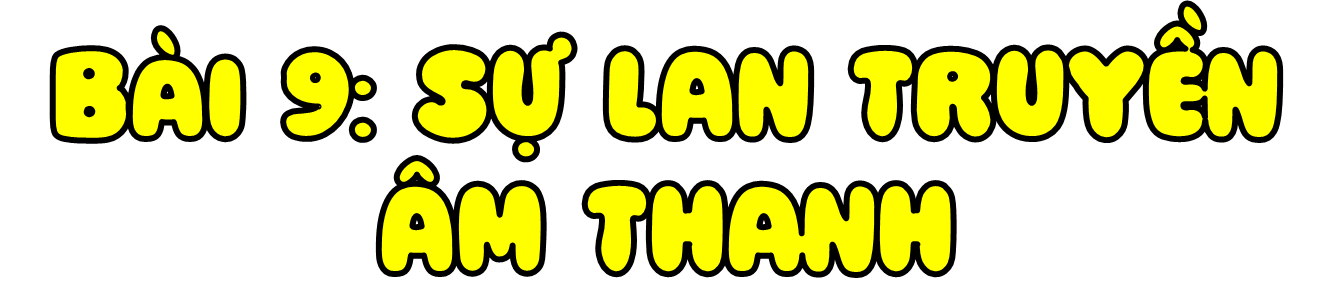 BÀI 9: SỰ LAN TRUYỀN
ÂM THANH